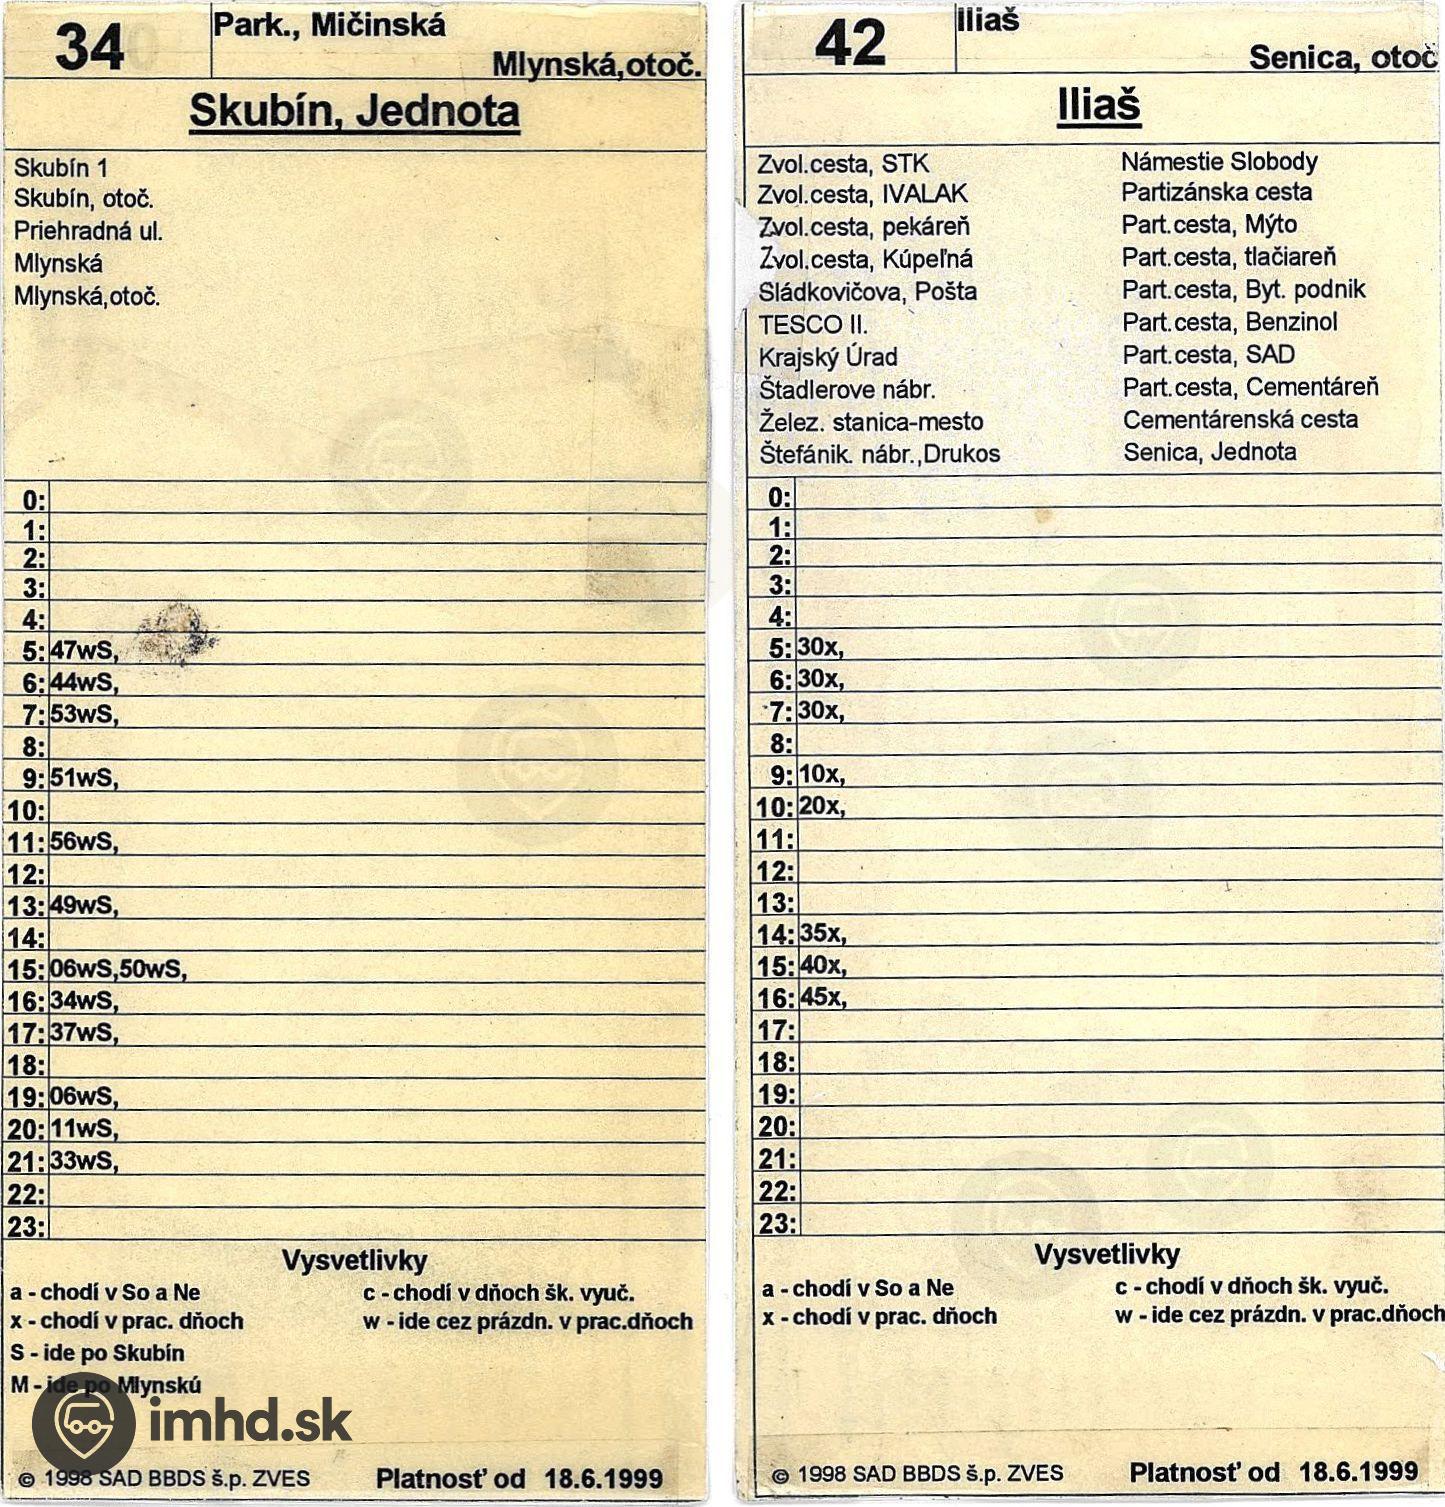 34
Park., Mičinská
Mlynská,otoč.
Skubín, Jednota
Skubín 1
Skubín, otoč.
Priehradná ul.
Mlynská
Mlynská,otoč.
0:
1:
2:
3:
4:
5: 47wS,
6: 44wS,
7: 53wS,
8:
9: 51wS,
10:
11: 56wS,
12:
13: 49wS,
14:
15: 06wS,50wS,
16: 34wS,
17: 37wS,
18:
19: 06wS,
20: 11wS,
21: 33wS,
22:
23:
Vysvetlivky
a - chodí v So a Ne
c - chodí v dňoch šk. vyuč.
x - chodí v prac. dňoch
w - ide cez prázdn. v prac.dňoch
S - ide po Skubín
M - ide po Mlynskú
imhd.sk
© 1998 SAD BBDS š.p. ZVES
Platnosť od 18.6.1999
42
Iliaš
Senica, otoč
Iliaš
Zvol.cesta, STK
Zvol.cesta, IVALAK
Zvol.cesta, pekáreň
Zvol.cesta, Kúpeľná
Sládkovičova, Pošta
TESCO II.
Krajský Úrad
Štadlerove nábr.
Želez. stanica-mesto
Štefánik. nábr.,Drukos
Námestie Slobody
Partizánska cesta
Part.cesta, Mýto
Part.cesta, tlačiareň
Part.cesta, Byt. podnik
Part.cesta, Benzinol
Part.cesta, SAD
Part.cesta, Cementáreň
Cementárenská cesta
Senica, Jednota
0:
1:
2:
3:
4:
5: 30x,
6: 30x,
7: 30x,
8:
9: 10x,
10: 20x,
11:
12:
13:
14: 35x,
15: 40x,
16: 45x,
17:
18:
19:
20:
21:
22:
23:
Vysvetlivky
a - chodí v So a Ne
c - chodí v dňoch šk. vyuč.
x - chodí v prac. dňoch
w - ide cez prázdn. v prac.dňoch
© 1998 SAD BBDS š.p. ZVES
Platnosť od 18.6.1999